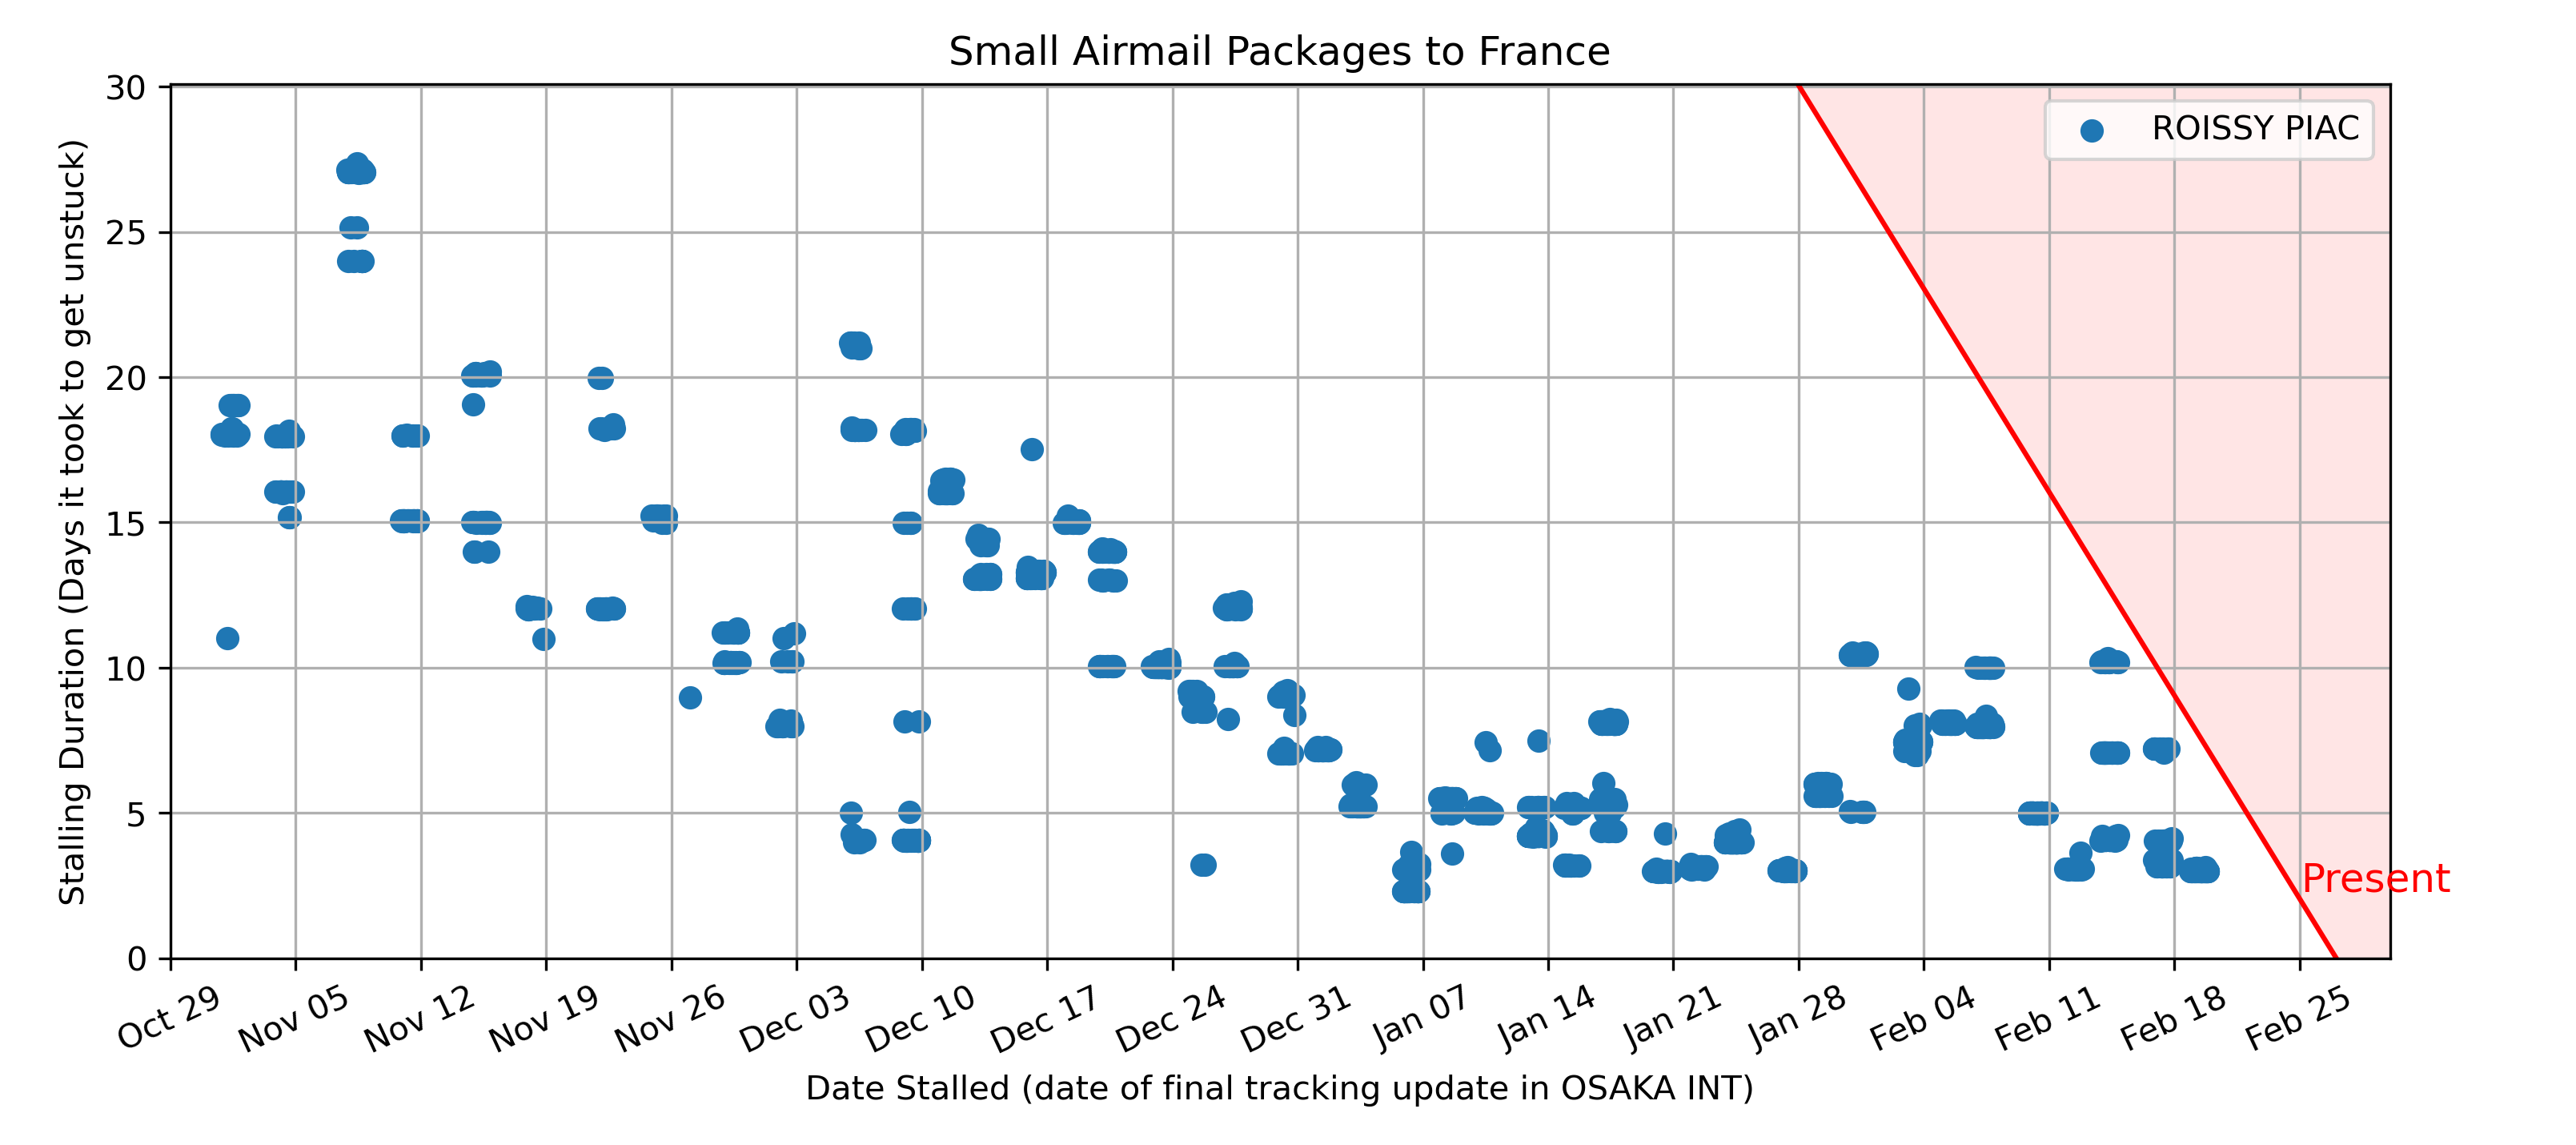 Small Airmail Packages to France
ROISSY PIAC
Stalling Duration (Days it took to get unstuck)
30
25
20
15
10
5
0
Present
Oct 29
Nov 05
Nov 12
Nov 19
Nov 26
Dec 03
Dec 10
Dec 17
Dec 24
Dec 31
Jan 07
Jan 14
Jan 21
Jan 28
Feb 04
Feb 11
Feb 18
Feb 25
Date Stalled (date of final tracking update in OSAKA INT)